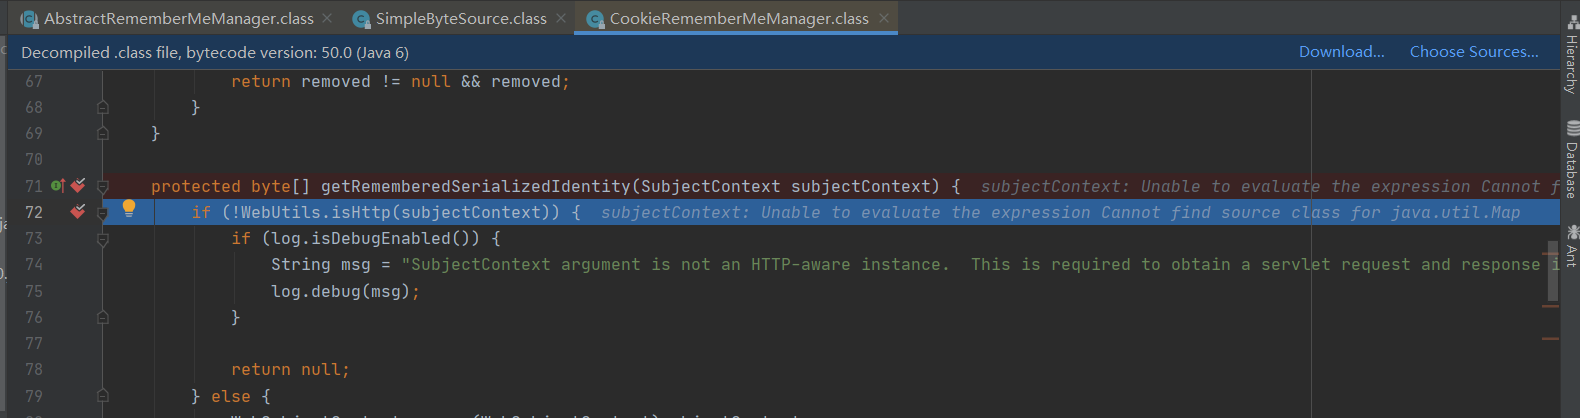 AbstractRememberMeManager.class SimpleByteSource.class CookieRememberMeManager.class
Decompiled .class file, bytecode version: 50.0 (Java 6) Download... Choose Sources...
67 return removed != null && removed;
68 }
69 }
70
71 protected byte[] getRememberedSerializedIdentity(SubjectContext subjectContext) { subjectContext: Unable to evaluate the expression Cannot f
72 if (!WebUtils.isHttp(subjectContext)) { subjectContext: Unable to evaluate the expression Cannot find source class for java.util.Map
73 if (log.isDebugEnabled()) {
74 String msg = "SubjectContext argument is not an HTTP-aware instance.  This is required to obtain a servlet request and response i
75 log.debug(msg);
76 }
77
78 return null;
79 } else {
Hierarchy
Database
Ant